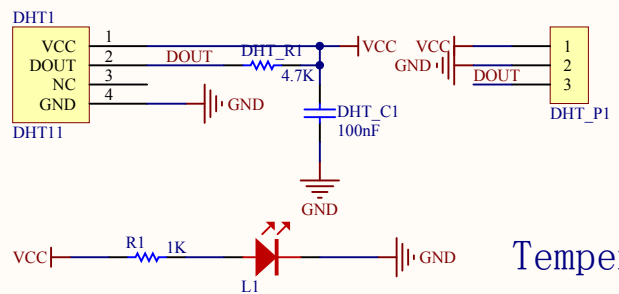 DHT1
VCC 1
DOUT 2 DOUT DHT_R1
NC 3 4.7K
GND 4 GND
DHT11
VCC
DHT_C1
100nF
GND
VCC 1
GND 2
DOUT 3
DHT_P1
VCC R1 1K L1 GND